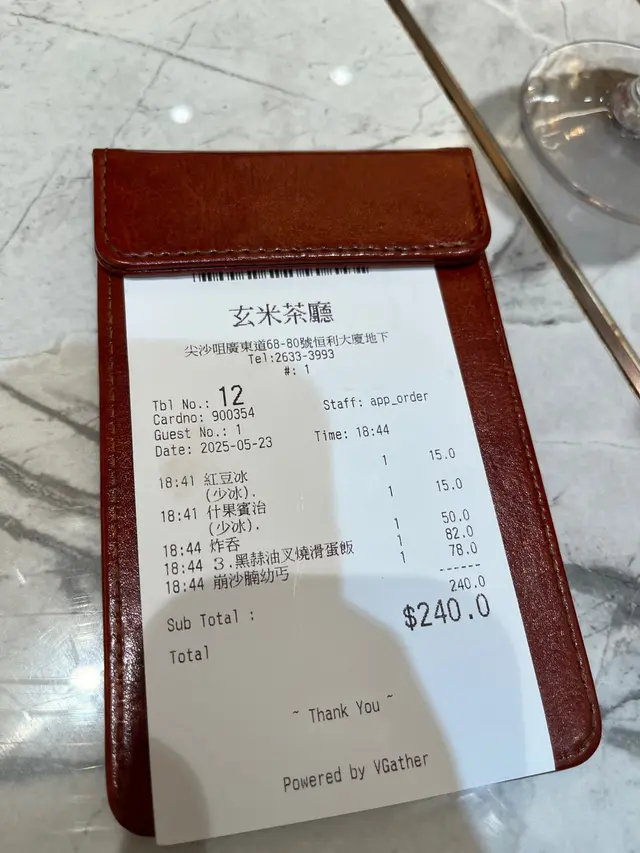 玄米茶廳
尖沙咀廣東道68-80號恒利大廈地下
Tel:2633-3993
#: 1
Tbl No.: 12 Staff: app_order
Cardno: 900354
Guest No.: 1
Date: 2025-05-23 Time: 18:44
18:41 紅豆冰 1 15.0
(少冰).
18:41 什果賓治 1 15.0
(少冰).
18:44 炸呑 1 50.0
18:44 3.黑蒜油叉燒滑蛋飯 1 82.0
18:44 崩沙腩幼丐 1 78.0
------
Sub Total : 240.0
Total $240.0
~ Thank You ~
Powered by VGather